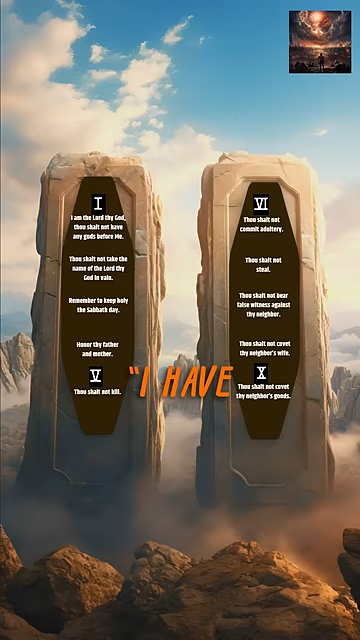 I
I am the Lord thy God,
thou shalt not have
any gods before Me.
Thou shalt not take the
name of the Lord thy
God in vain.
Remember to keep holy
the Sabbath day.
Honor thy father
and mother.
V
Thou shalt not kill.
VI
Thou shalt not
commit adultery.
Thou shalt not
steal.
Thou shalt not bear
false witness against
thy neighbor.
Thou shalt not covet
thy neighbor's wife.
X
Thou shalt not covet
thy neighbor's goods.
“I HAVE